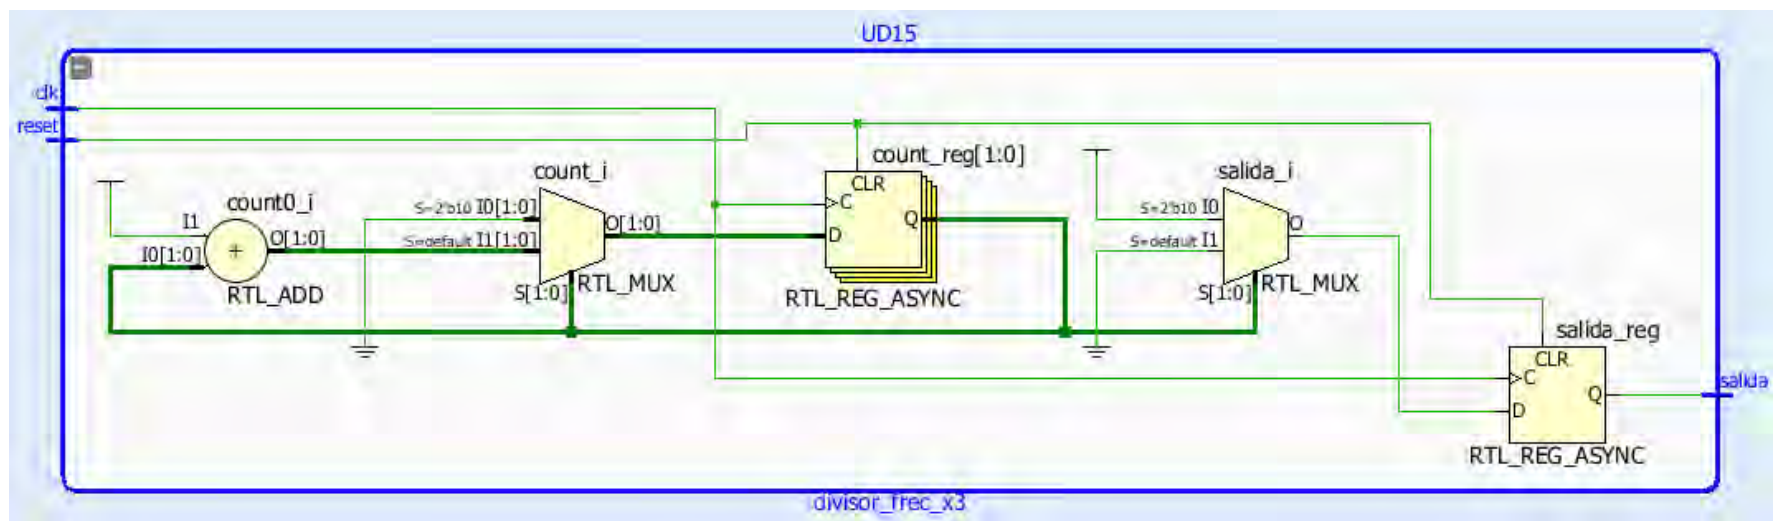 UD15
clk
reset
count0_i
I1
I0[1:0]
O[1:0]
RTL_ADD
count_i
S=2'b10 I0[1:0]
S=default I1[1:0]
O[1:0]
S[1:0]
RTL_MUX
count_reg[1:0]
CLR
C
Q
D
RTL_REG_ASYNC
salida_i
S=2'b10 I0
S=default I1
O
S[1:0]
RTL_MUX
salida_reg
CLR
C
Q
D
RTL_REG_ASYNC
salida
divisor_frec_x3